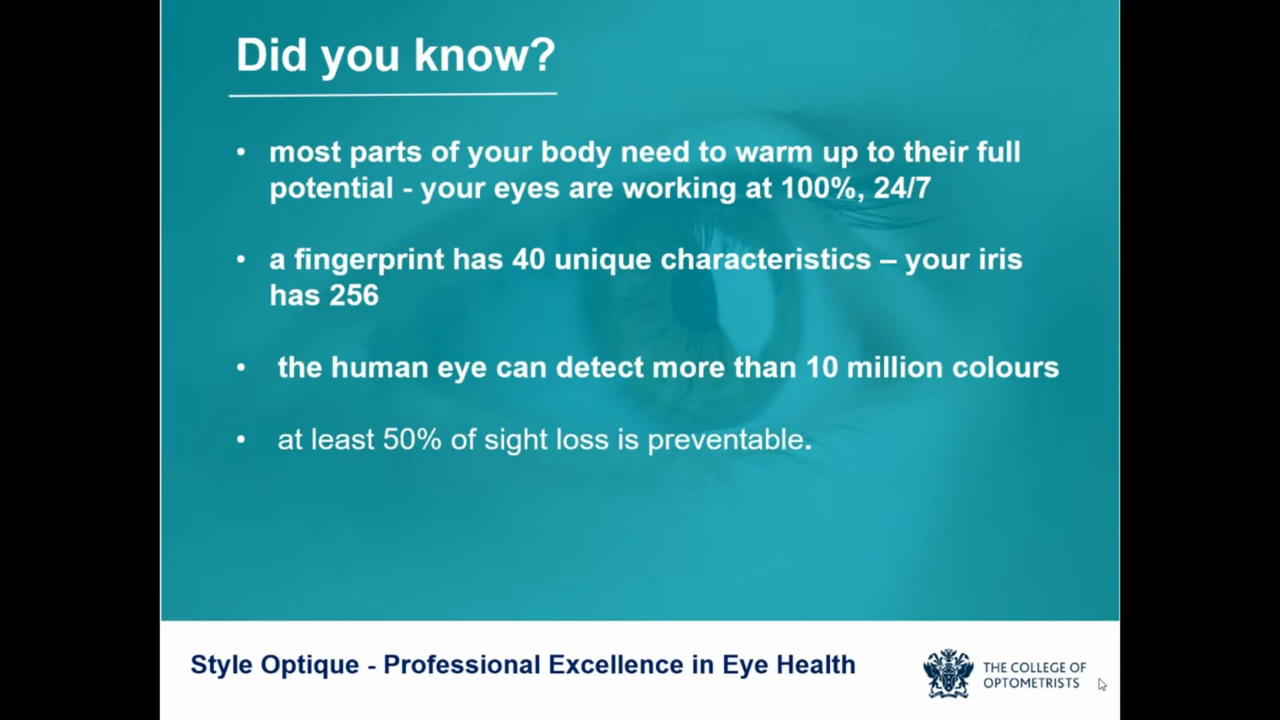 Did you know?
• most parts of your body need to warm up to their full
potential - your eyes are working at 100%, 24/7
• a fingerprint has 40 unique characteristics – your iris
has 256
• the human eye can detect more than 10 million colours
• at least 50% of sight loss is preventable.
Style Optique - Professional Excellence in Eye Health
THE COLLEGE OF
OPTOMETRISTS